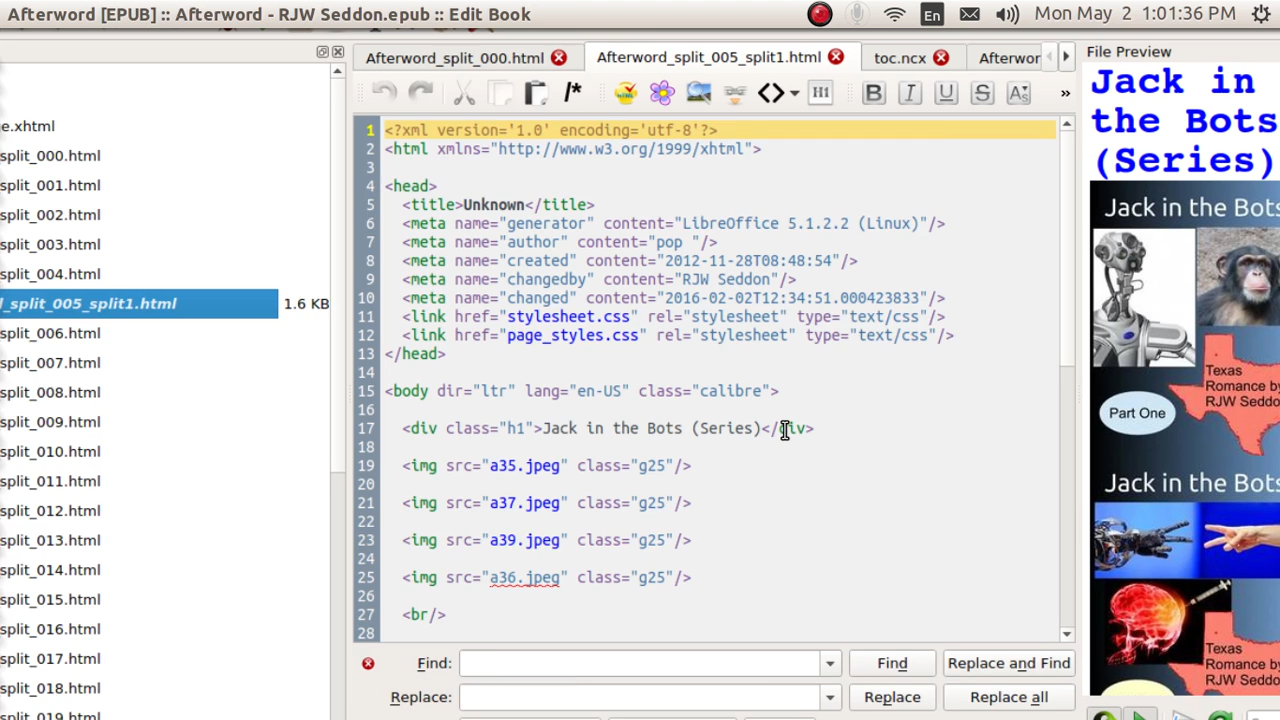 Afterword [EPUB] :: Afterword - RJW Seddon.epub :: Edit Book
En
Mon May 2 1:01:36 PM
e.xhtml
split_000.html
split_001.html
split_002.html
split_003.html
split_004.html
_split_005_split1.html 1.6 KB
split_006.html
split_007.html
split_008.html
split_009.html
split_010.html
split_011.html
split_012.html
split_013.html
split_014.html
split_015.html
split_016.html
split_017.html
split_018.html
split_019.html
Afterword_split_000.html
Afterword_split_005_split1.html
toc.ncx
Afterwor
/*
H1
B I U S
»
1 <?xml version='1.0' encoding='utf-8'?>
2 <html xmlns="http://www.w3.org/1999/xhtml">
3
4 <head>
5 <title>Unknown</title>
6 <meta name="generator" content="LibreOffice 5.1.2.2 (Linux)"/>
7 <meta name="author" content="pop "/>
8 <meta name="created" content="2012-11-28T08:48:54"/>
9 <meta name="changedby" content="RJW Seddon"/>
10 <meta name="changed" content="2016-02-02T12:34:51.000423833"/>
11 <link href="stylesheet.css" rel="stylesheet" type="text/css"/>
12 <link href="page_styles.css" rel="stylesheet" type="text/css"/>
13 </head>
14
15 <body dir="ltr" lang="en-US" class="calibre">
16
17 <div class="h1">Jack in the Bots (Series)</div>
18
19 <img src="a35.jpeg" class="g25"/>
20
21 <img src="a37.jpeg" class="g25"/>
22
23 <img src="a39.jpeg" class="g25"/>
24
25 <img src="a36.jpeg" class="g25"/>
26
27 <br/>
28
Find:
Find
Replace and Find
Replace:
Replace
Replace all
File Preview
Jack in
the Bots
(Series)
Jack in the Bots
Texas
Romance by
RJW Seddo
Part One
Jack in the Bots
Texas
Romance by
RJW Seddo